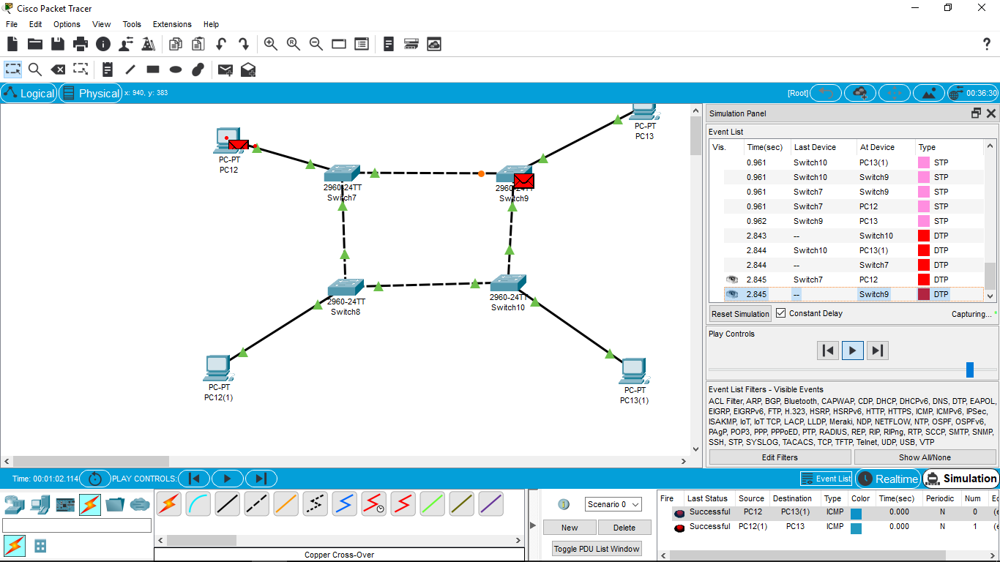 Cisco Packet Tracer
File Edit Options View Tools Extensions Help
?
Logical Physical x: 940, y: 383 [Root] 00:36:30
PC-PT
PC12
2960-24TT
Switch7
2960-24TT
Switch9
PC-PT
PC13
2960-24TT
Switch8
2960-24TT
Switch10
PC-PT
PC12(1)
PC-PT
PC13(1)
Simulation Panel
Event List
Vis. Time(sec) Last Device At Device Type
0.961 Switch10 PC13(1) STP
0.961 Switch10 Switch9 STP
0.961 Switch7 Switch9 STP
0.961 Switch7 PC12 STP
0.962 Switch9 PC13 STP
2.843 -- Switch10 DTP
2.844 Switch10 PC13(1) DTP
2.844 -- Switch7 DTP
2.845 Switch7 PC12 DTP
2.845 -- Switch9 DTP
Reset Simulation Constant Delay Capturing... *
Play Controls
Event List Filters - Visible Events
ACL Filter, ARP, BGP, Bluetooth, CAPWAP, CDP, DHCP, DHCPv6, DNS, DTP, EAPOL,
EIGRP, EIGRPv6, FTP, H.323, HSRP, HSRPv6, HTTP, HTTPS, ICMP, ICMPv6, IPSec,
ISAKMP, IoT, IoT TCP, LACP, LLDP, Meraki, NDP, NETFLOW, NTP, OSPF, OSPFv6,
PAgP, POP3, PPP, PPPoED, PTP, RADIUS, REP, RIP, RIPng, RTP, SCCP, SMTP, SNMP,
SSH, STP, SYSLOG, TACACS, TCP, TFTP, Telnet, UDP, USB, VTP
Edit Filters Show All/None
Time: 00:01:02.114 PLAY CONTROLS: Event List Realtime Simulation
Scenario 0
New Delete
Toggle PDU List Window
Copper Cross-Over
Fire Last Status Source Destination Type Color Time(sec) Periodic Num Ec
Successful PC12 PC13(1) ICMP 0.000 N 0 (e
Successful PC12(1) PC13 ICMP 0.000 N 1 (e